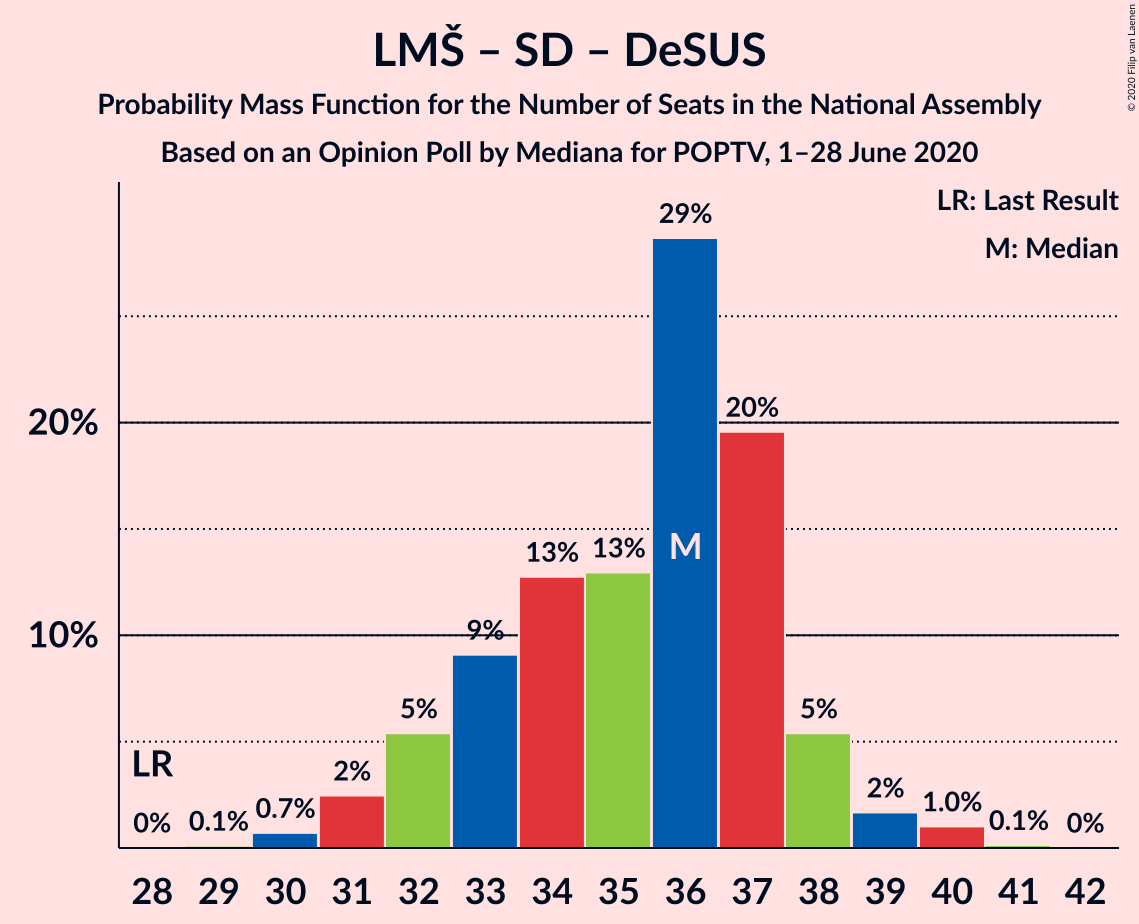 LMŠ – SD – DeSUS
Probability Mass Function for the Number of Seats in the National Assembly
Based on an Opinion Poll by Mediana for POPTV, 1–28 June 2020
© 2020 Filip van Laenen
LR: Last Result
M: Median
29%
20%
20%
M
13%
13%
10%
9%
5%
5%
LR
2%
2%
0%
0.1%
0.7%
1.0%
0.1%
0%
28 29 30 31 32 33 34 35 36 37 38 39 40 41 42